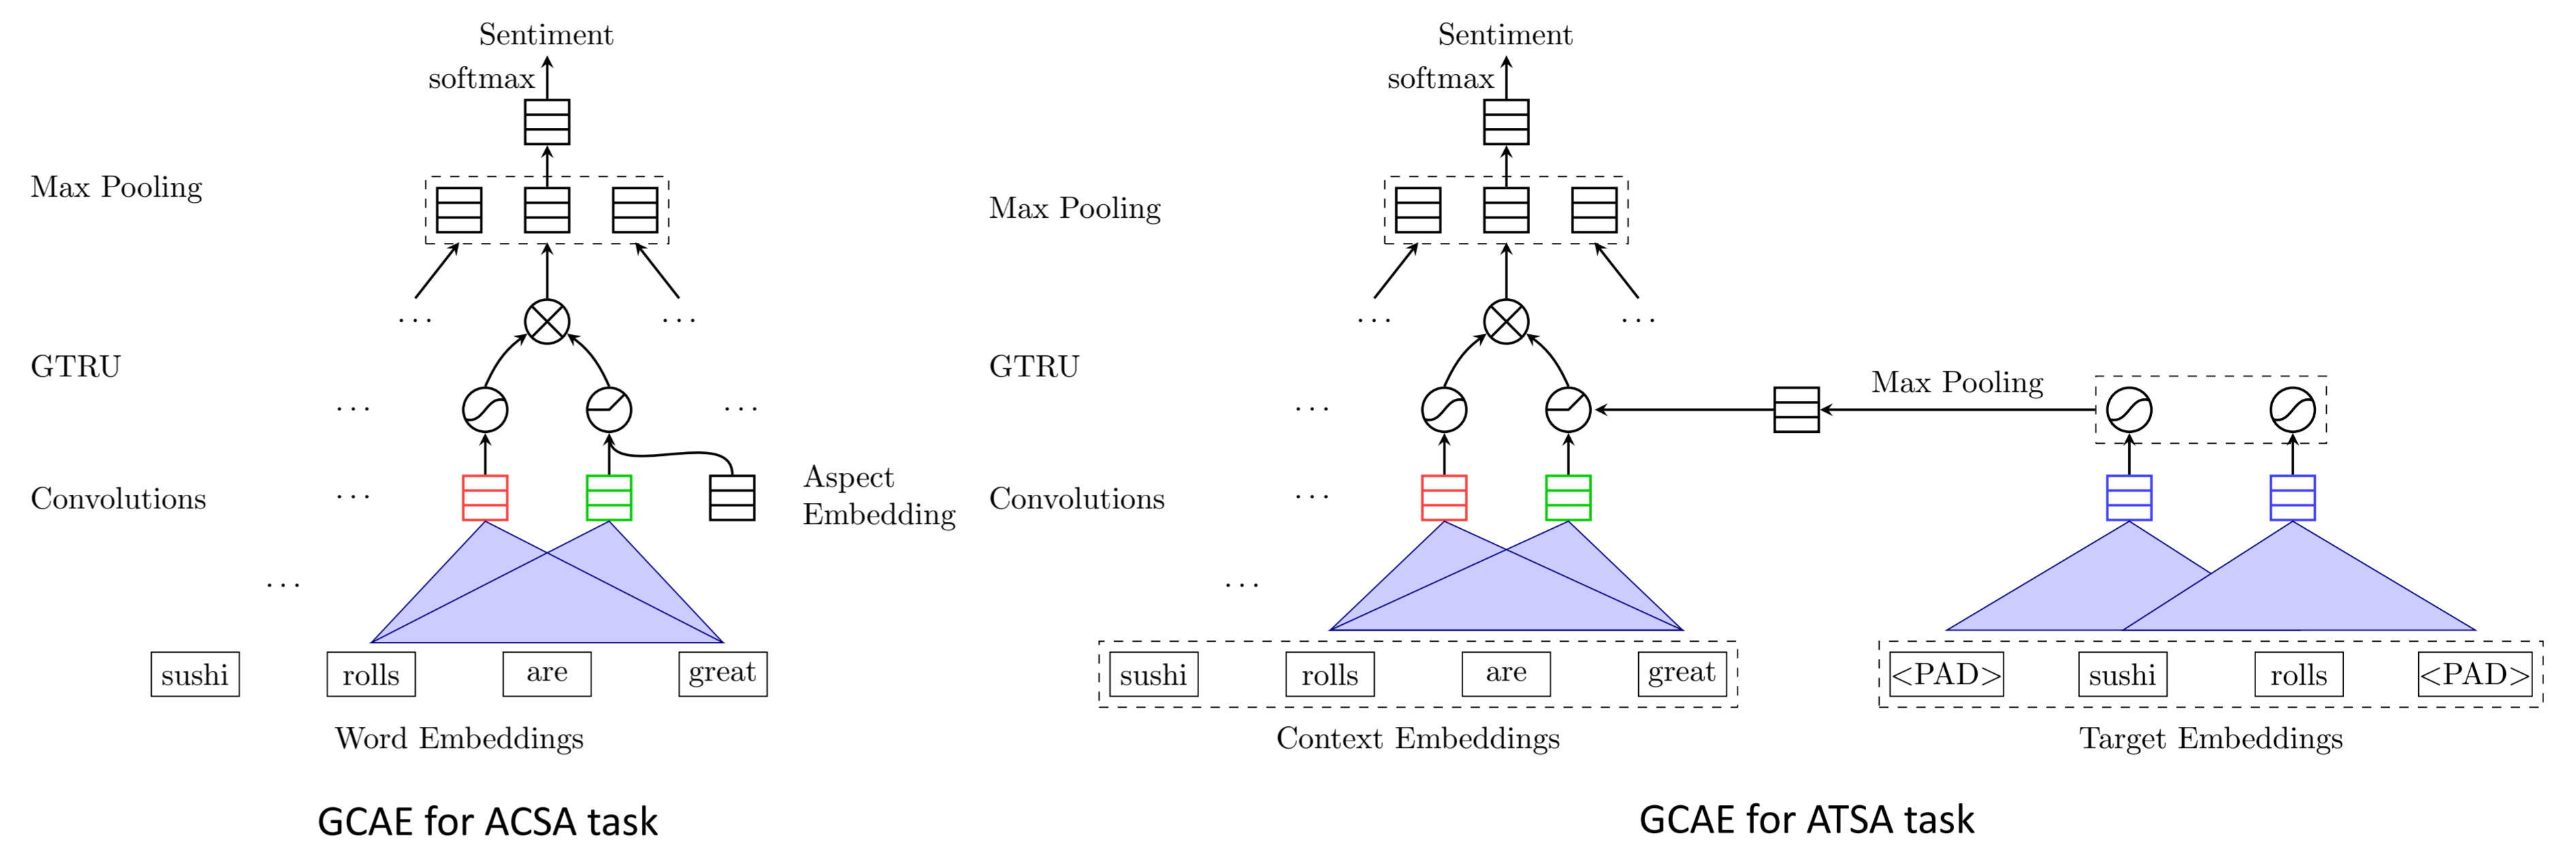 Sentiment
softmax
Max Pooling
. . .
. . .
GTRU
. . .
. . .
Convolutions
. . .
Aspect
Embedding
. . .
sushi
rolls
are
great
Word Embeddings
GCAE for ACSA task
Sentiment
softmax
Max Pooling
. . .
. . .
GTRU
Max Pooling
. . .
Convolutions
. . .
. . .
sushi
rolls
are
great
<PAD>
sushi
rolls
<PAD>
Context Embeddings
Target Embeddings
GCAE for ATSA task